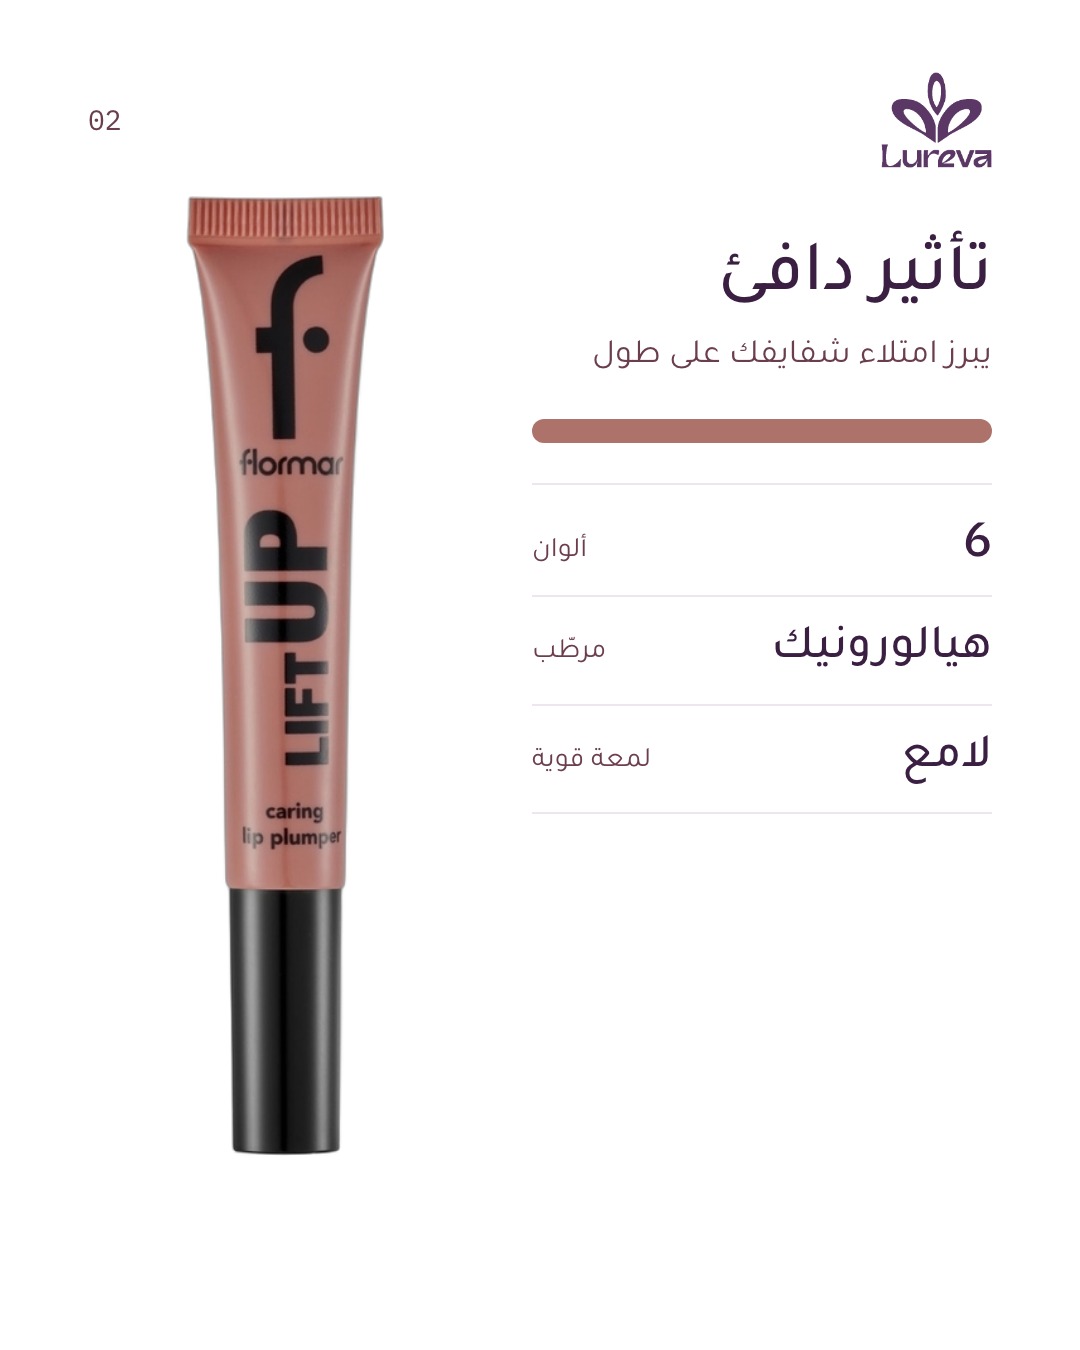 02
Lureva
تأثير دافئ
يبرز امتلاء شفايفك على طول
6 ألوان
هيالورونيك مرطّب
لامع لمعة قوية
f
flormar
LIFT UP
caring
lip plumper